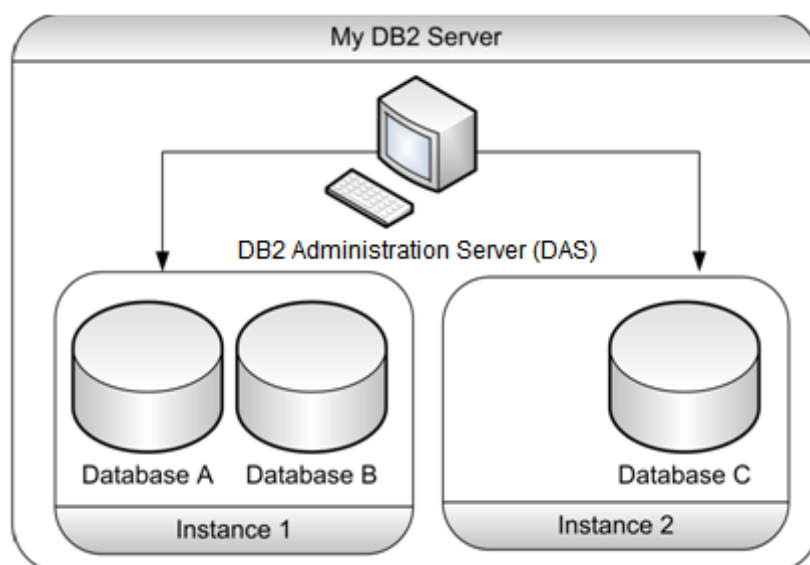 My DB2 Server
DB2 Administration Server (DAS)
Database A
Database B
Instance 1
Database C
Instance 2